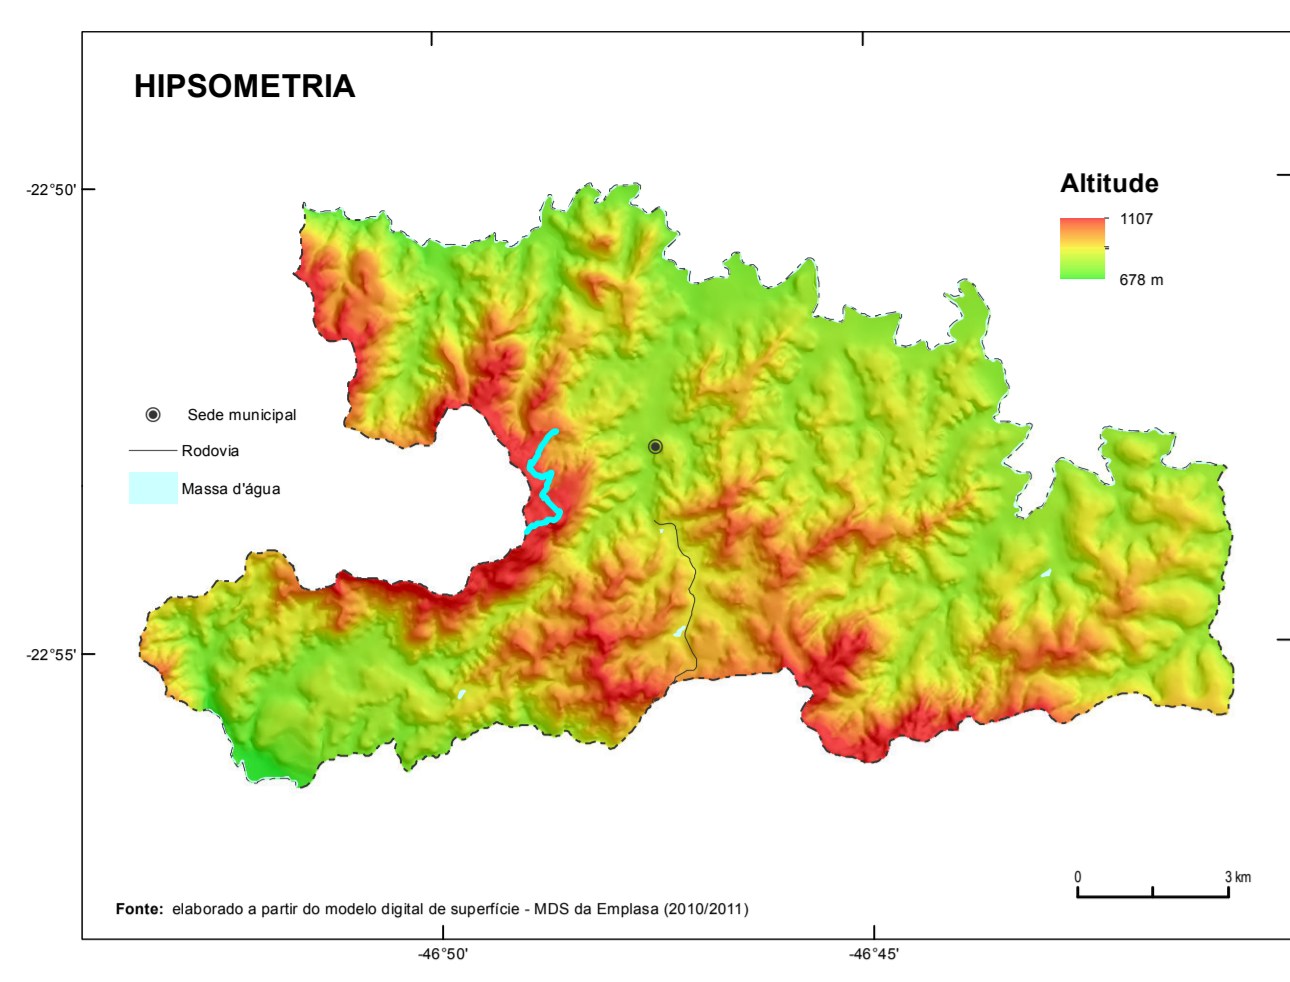 HIPSOMETRIA
-22°50'
Altitude
1107
678 m
Sede municipal
Rodovia
Massa d'água
-22°55'
0 3 km
Fonte: elaborado a partir do modelo digital de superfície - MDS da Emplasa (2010/2011)
-46°50' -46°45'